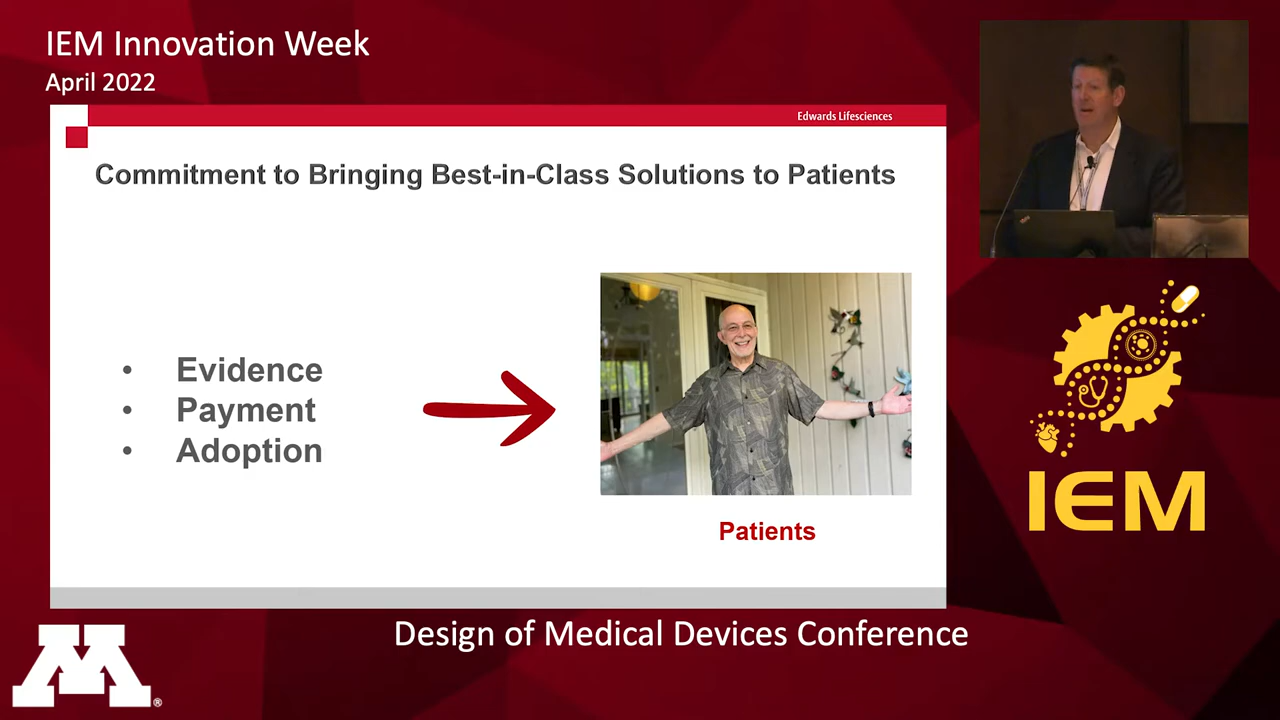 IEM Innovation Week
April 2022
Edwards Lifesciences
Commitment to Bringing Best-in-Class Solutions to Patients
• Evidence
• Payment
• Adoption
Patients
IEM
Design of Medical Devices Conference
M®